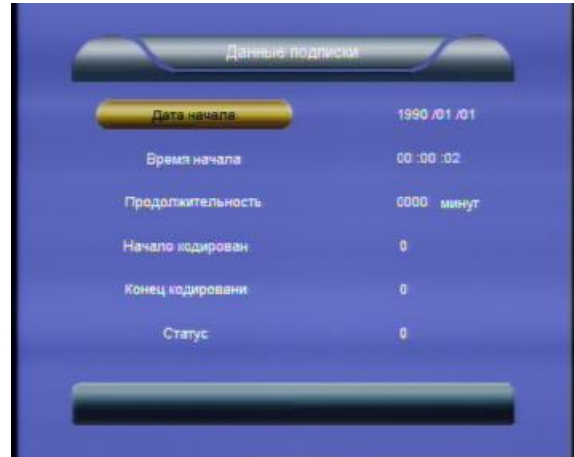 Данные подписки
Дата начала 1990 /01 /01
Время начала 00 :00 :02
Продолжительность 0000 минут
Начало кодирован 0
Конец кодировани 0
Статус 0